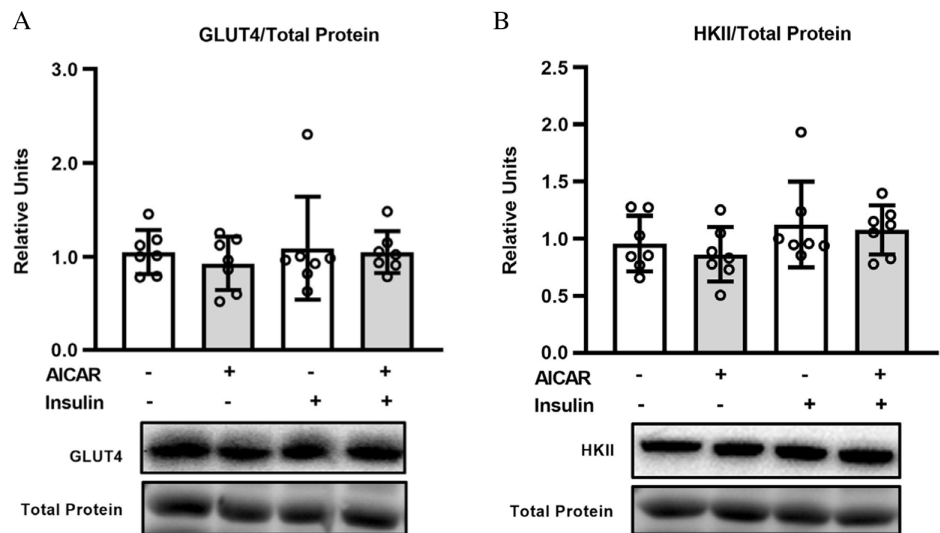 A
GLUT4/Total Protein
Relative Units
3.0
2.0
1.0
0.0
AICAR - + - +
Insulin - - + +
GLUT4
Total Protein
B
HKII/Total Protein
Relative Units
2.5
2.0
1.5
1.0
0.5
0.0
AICAR - + - +
Insulin - - + +
HKII
Total Protein